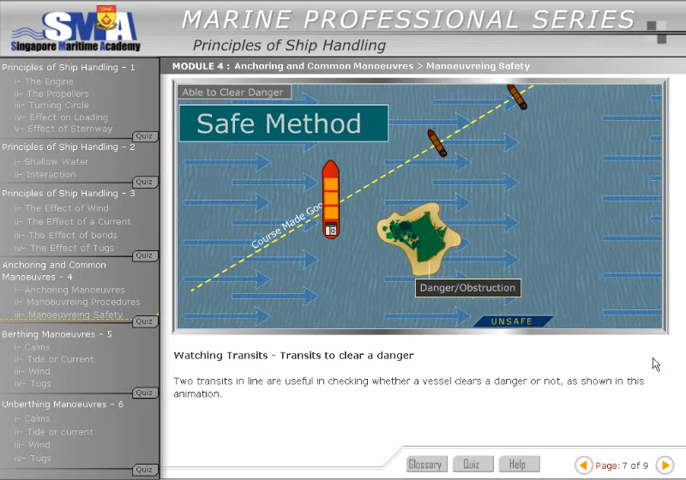 SMA
Singapore Maritime Academy
MARINE PROFESSIONAL SERIES
Principles of Ship Handling
MODULE 4 : Anchoring and Common Manoeuvres > Manoeuvreing Safety
Principles of Ship Handling - 1
i- The Engine
ii- The Propellers
iii- Turning Circle
iv- Effect on Loading
v- Effect of Sternway
Quiz
Principles of Ship Handling - 2
i- Shallow Water
ii- Interaction
Quiz
Principles of Ship Handling - 3
i- The Effect of Wind
ii- The Effect of a Current
iii- The Effect of bends
iv- The Effect of Tugs
Quiz
Anchoring and Common
Manoeuvres - 4
i- Anchoring Manoeuvres
ii- Manoeuvreing Procedures
iii- Manoeuvreing Safety
Quiz
Berthing Manoeuvres - 5
i- Calms
ii- Tide or Current
iii- Wind
iv- Tugs
Quiz
Unberthing Manoeuvres - 6
i- Calms
ii- Tide or current
iii- Wind
iv- Tugs
Quiz
Able to Clear Danger
Safe Method
Course Made Goo
Danger/Obstruction
UNSAFE
Watching Transits - Transits to clear a danger
Two transits in line are useful in checking whether a vessel clears a danger or not, as shown in this
animation.
Glossary
Quiz
Help
Page: 7 of 9